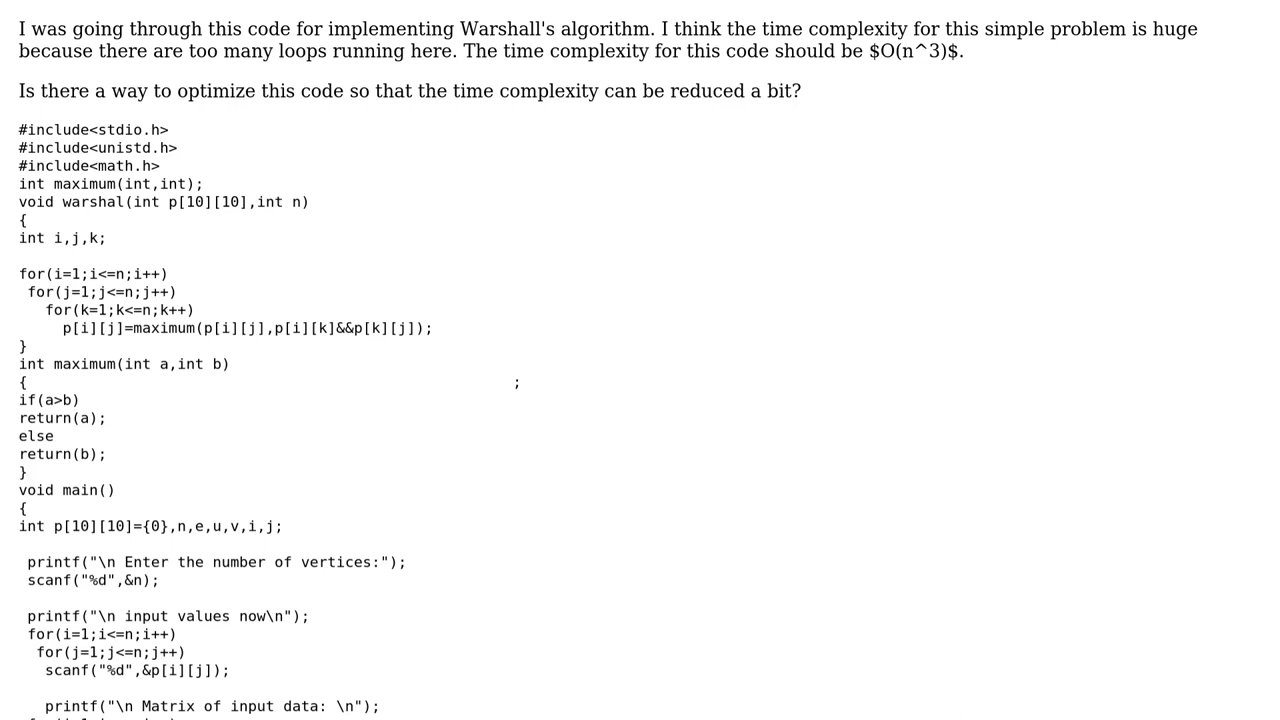 I was going through this code for implementing Warshall's algorithm. I think the time complexity for this simple problem is huge
because there are too many loops running here. The time complexity for this code should be $O(n^3)$.
Is there a way to optimize this code so that the time complexity can be reduced a bit?
#include<stdio.h>
#include<unistd.h>
#include<math.h>
int maximum(int,int);
void warshal(int p[10][10],int n)
{
int i,j,k;
for(i=1;i<=n;i++)
 for(j=1;j<=n;j++)
   for(k=1;k<=n;k++)
     p[i][j]=maximum(p[i][j],p[i][k]&&p[k][j]);
}
int maximum(int a,int b)
{                                                        ;
if(a>b)
return(a);
else
return(b);
}
void main()
{
int p[10][10]={0},n,e,u,v,i,j;
 printf("\n Enter the number of vertices:");
 scanf("%d",&n);
 printf("\n input values now\n");
 for(i=1;i<=n;i++)
  for(j=1;j<=n;j++)
   scanf("%d",&p[i][j]);
   printf("\n Matrix of input data: \n");